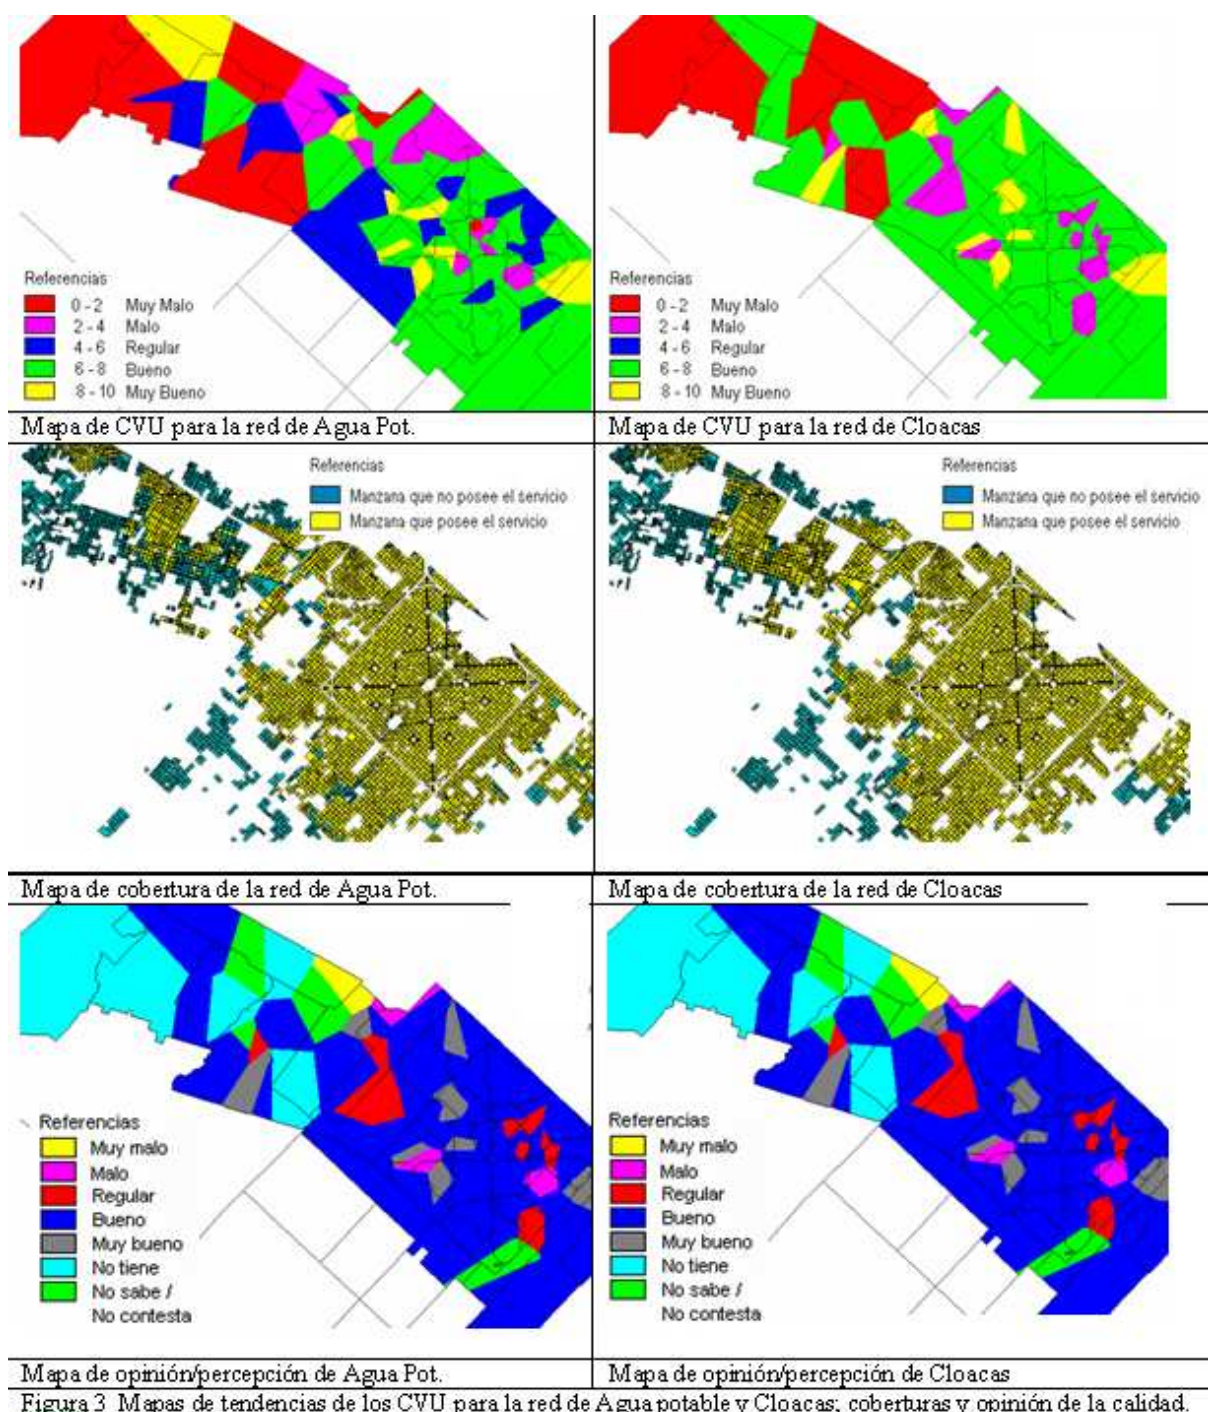 Referencias
0 - 2 Muy Malo
2 - 4 Malo
4 - 6 Regular
6 - 8 Bueno
8 - 10 Muy Bueno
Mapa de CVU para la red de Agua Pot.
Referencias
0 - 2 Muy Malo
2 - 4 Malo
4 - 6 Regular
6 - 8 Bueno
8 - 10 Muy Bueno
Mapa de CVU para la red de Cloacas
Referencias
Manzana que no posee el servicio
Manzana que posee el servicio
Mapa de cobertura de la red de Agua Pot.
Referencias
Manzana que no posee el servicio
Manzana que posee el servicio
Mapa de cobertura de la red de Cloacas
Referencias
Muy malo
Malo
Regular
Bueno
Muy bueno
No tiene
No sabe /
No contesta
Mapa de opinión/percepción de Agua Pot.
Referencias
Muy malo
Malo
Regular
Bueno
Muy bueno
No tiene
No sabe /
No contesta
Mapa de opinión/percepción de Cloacas
Figura 3 Mapas de tendencias de los CVU para la red de Agua potable y Cloacas; coberturas y opinión de la calidad.